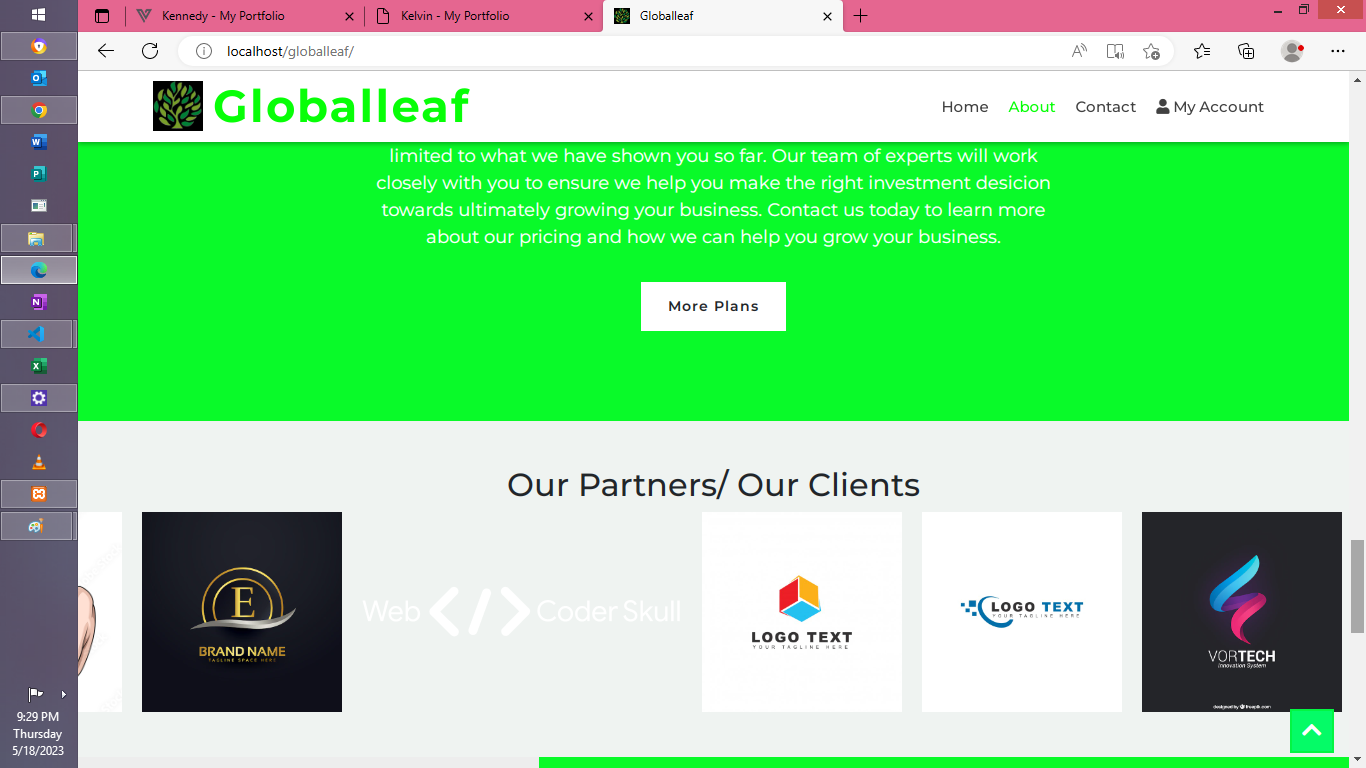 Kennedy - My Portfolio
Kelvin - My Portfolio
Globalleaf
localhost/globalleaf/
Globalleaf
Home
About
Contact
My Account
limited to what we have shown you so far. Our team of experts will work
closely with you to ensure we help you make the right investment desicion
towards ultimately growing your business. Contact us today to learn more
about our pricing and how we can help you grow your business.
More Plans
Our Partners/ Our Clients
E
BRAND NAME
TAGLINE SPACE HERE
Web </> Coder Skull
LOGO TEXT
YOUR TAGLINE HERE
LOGO TEXT
YOUR TAGLINE HERE
VORTECH
Innovation System
designed by freepik.com
9:29 PM
Thursday
5/18/2023